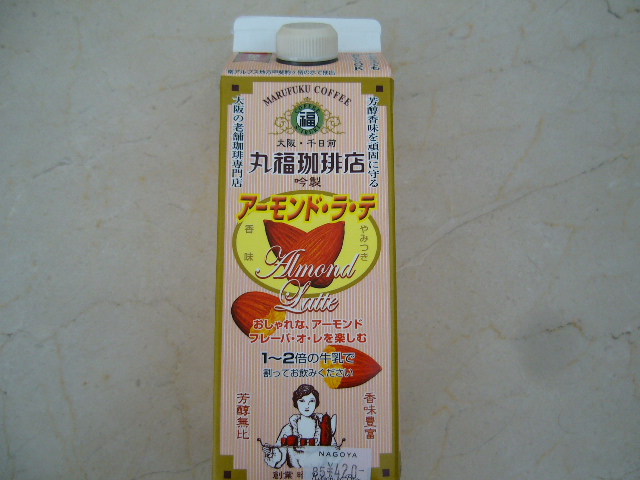 MARUFUKU COFFEE
福
大阪・千日前
丸福珈琲店
吟製
大阪の老舗珈琲専門店
芳醇香味を頑固に守る
アーモンド・ラ・テ
香味
やみつき
Almond
Latte
おしゃれな、アーモンド
フレーバ・オ・レを楽しむ
1〜2倍の牛乳で
割ってお飲みください
芳醇無比
香味豊富
NAGOYA
85 ¥420-
創業